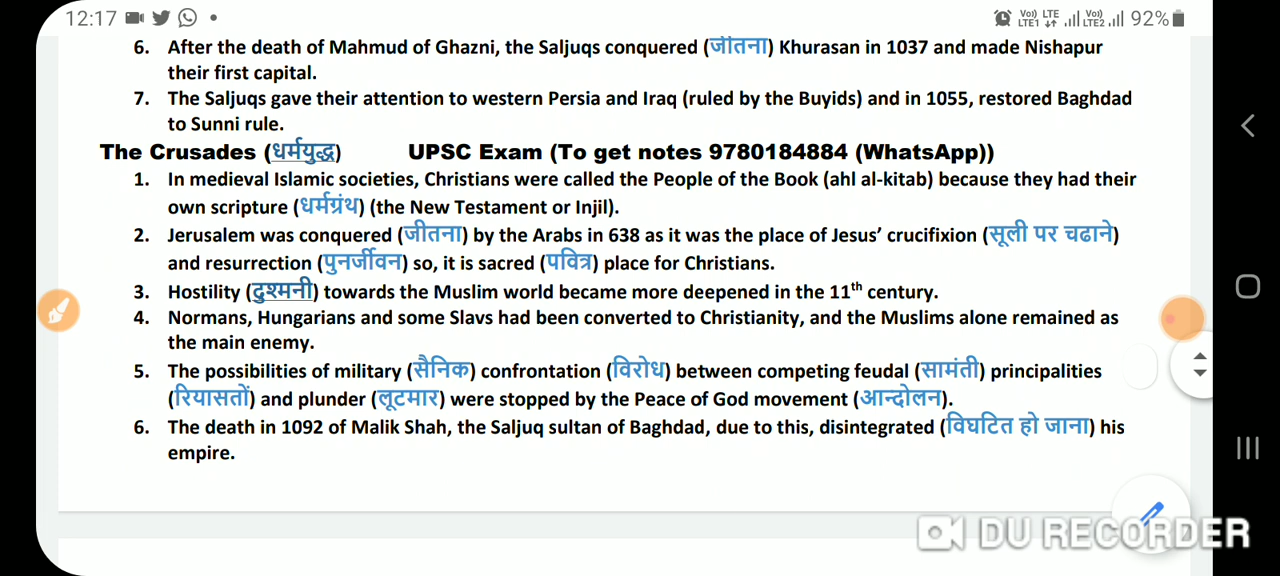 12:17
Vo) LTE Vo)
LTE1 LTE2 92%
6. After the death of Mahmud of Ghazni, the Saljuqs conquered (जीतना) Khurasan in 1037 and made Nishapur
their first capital.
7. The Saljuqs gave their attention to western Persia and Iraq (ruled by the Buyids) and in 1055, restored Baghdad
to Sunni rule.
The Crusades (धर्मयुद्ध) UPSC Exam (To get notes 9780184884 (WhatsApp))
1. In medieval Islamic societies, Christians were called the People of the Book (ahl al-kitab) because they had their
own scripture (धर्मग्रंथ) (the New Testament or Injil).
2. Jerusalem was conquered (जीतना) by the Arabs in 638 as it was the place of Jesus’ crucifixion (सूली पर चढाने)
and resurrection (पुनर्जीवन) so, it is sacred (पवित्र) place for Christians.
3. Hostility (दुश्मनी) towards the Muslim world became more deepened in the 11th century.
4. Normans, Hungarians and some Slavs had been converted to Christianity, and the Muslims alone remained as
the main enemy.
5. The possibilities of military (सैनिक) confrontation (विरोध) between competing feudal (सामंती) principalities
(रियासतों) and plunder (लूटमार) were stopped by the Peace of God movement (आन्दोलन).
6. The death in 1092 of Malik Shah, the Saljuq sultan of Baghdad, due to this, disintegrated (विघटित हो जाना) his
empire.
DU RECORDER